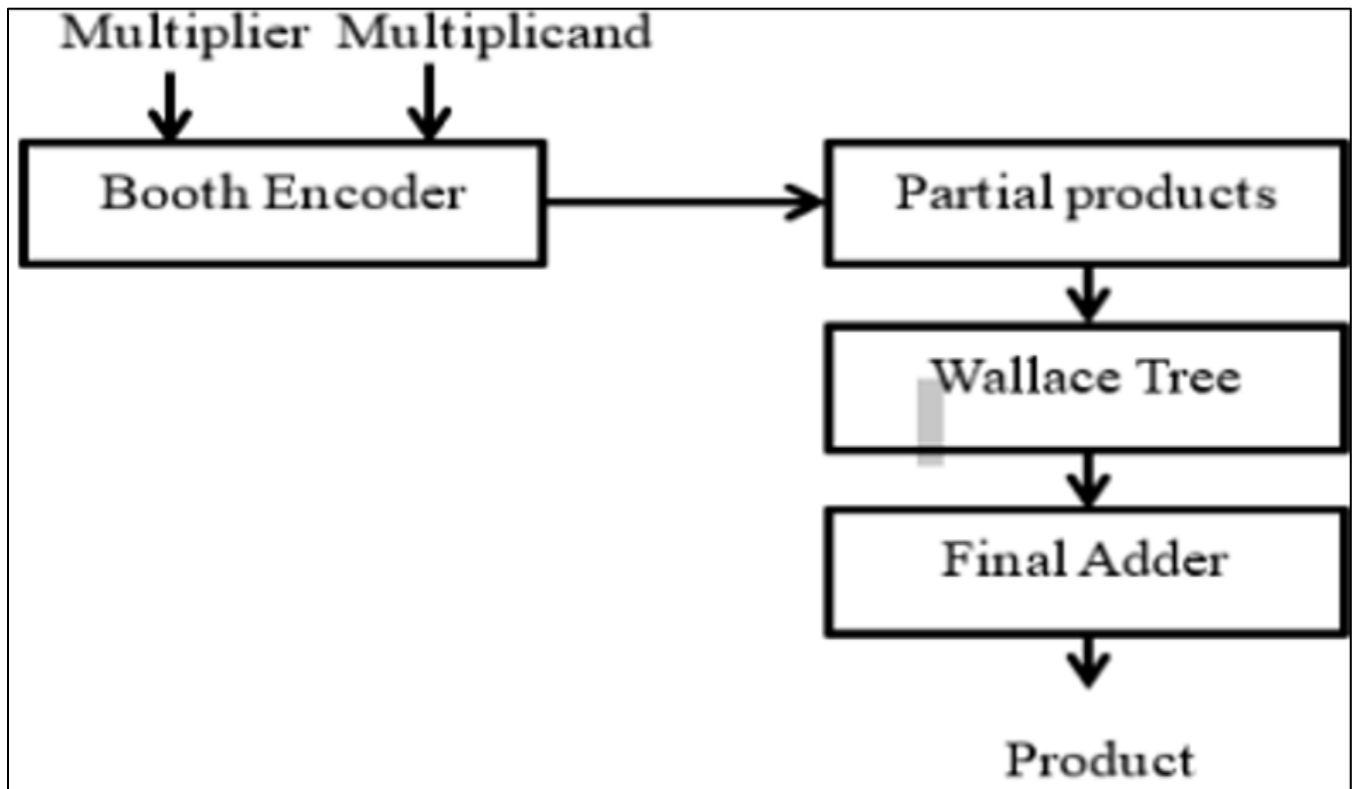 Multiplier Multiplicand
Booth Encoder
Partial products
Wallace Tree
Final Adder
Product